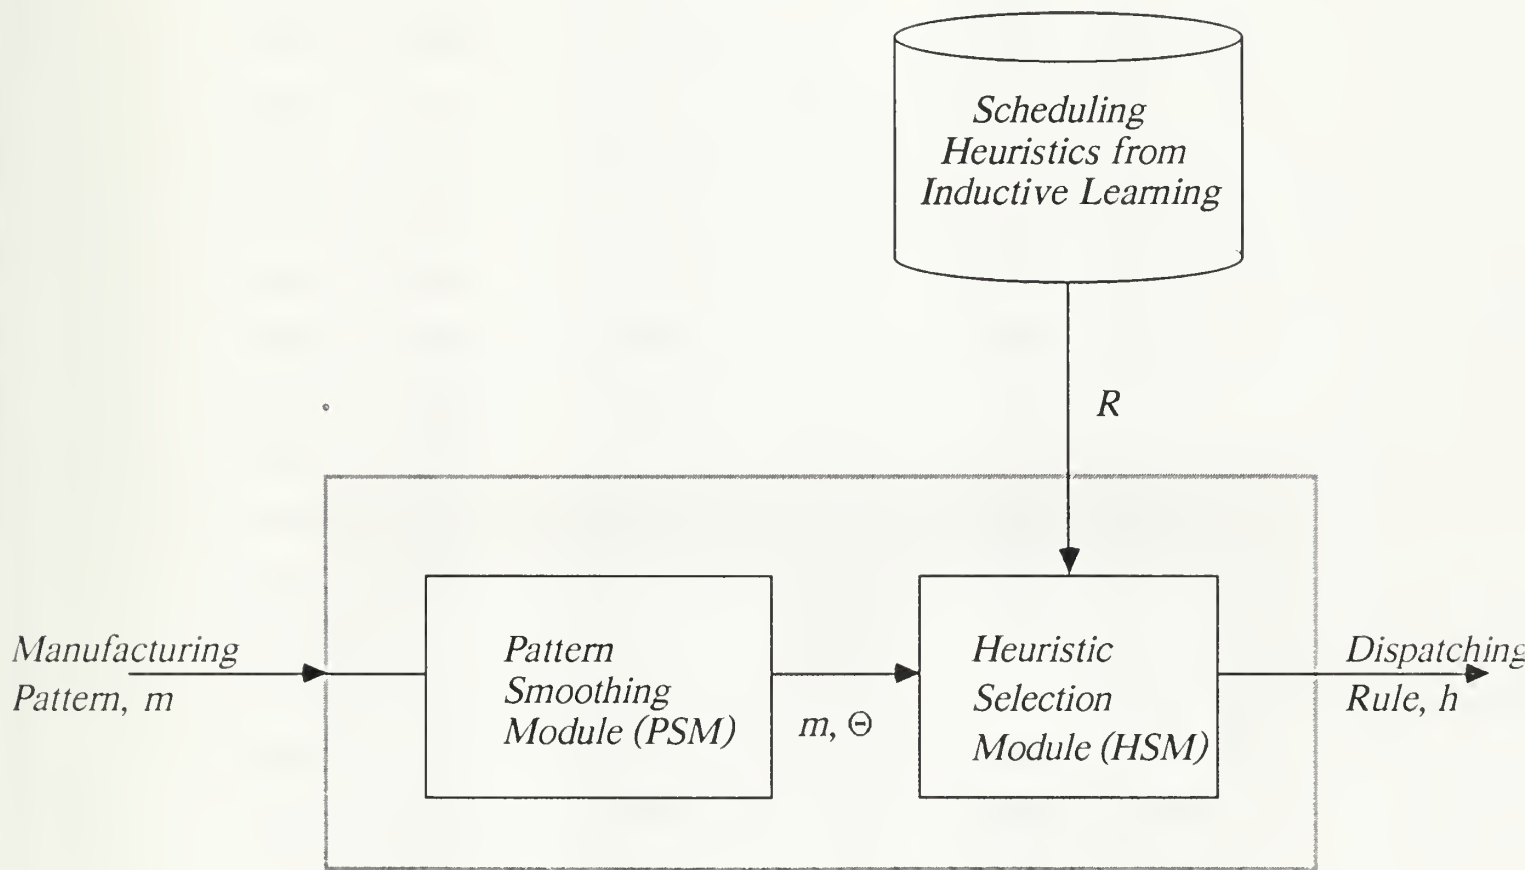 Scheduling
Heuristics from
Inductive Learning
R
Manufacturing
Pattern, m
Pattern
Smoothing
Module (PSM)
m, Θ
Heuristic
Selection
Module (HSM)
Dispatching
Rule, h